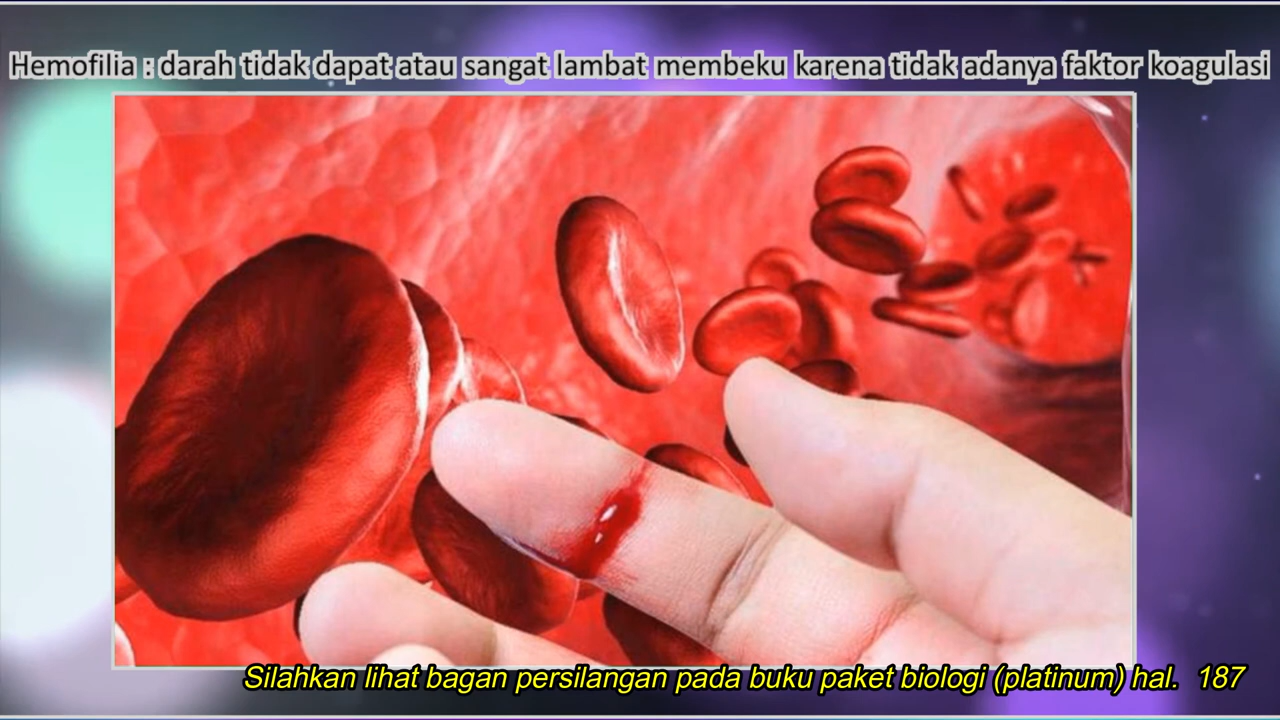 Hemofilia : darah tidak dapat atau sangat lambat membeku karena tidak adanya faktor koagulasi
Silahkan lihat bagan persilangan pada buku paket biologi (platinum) hal. 187